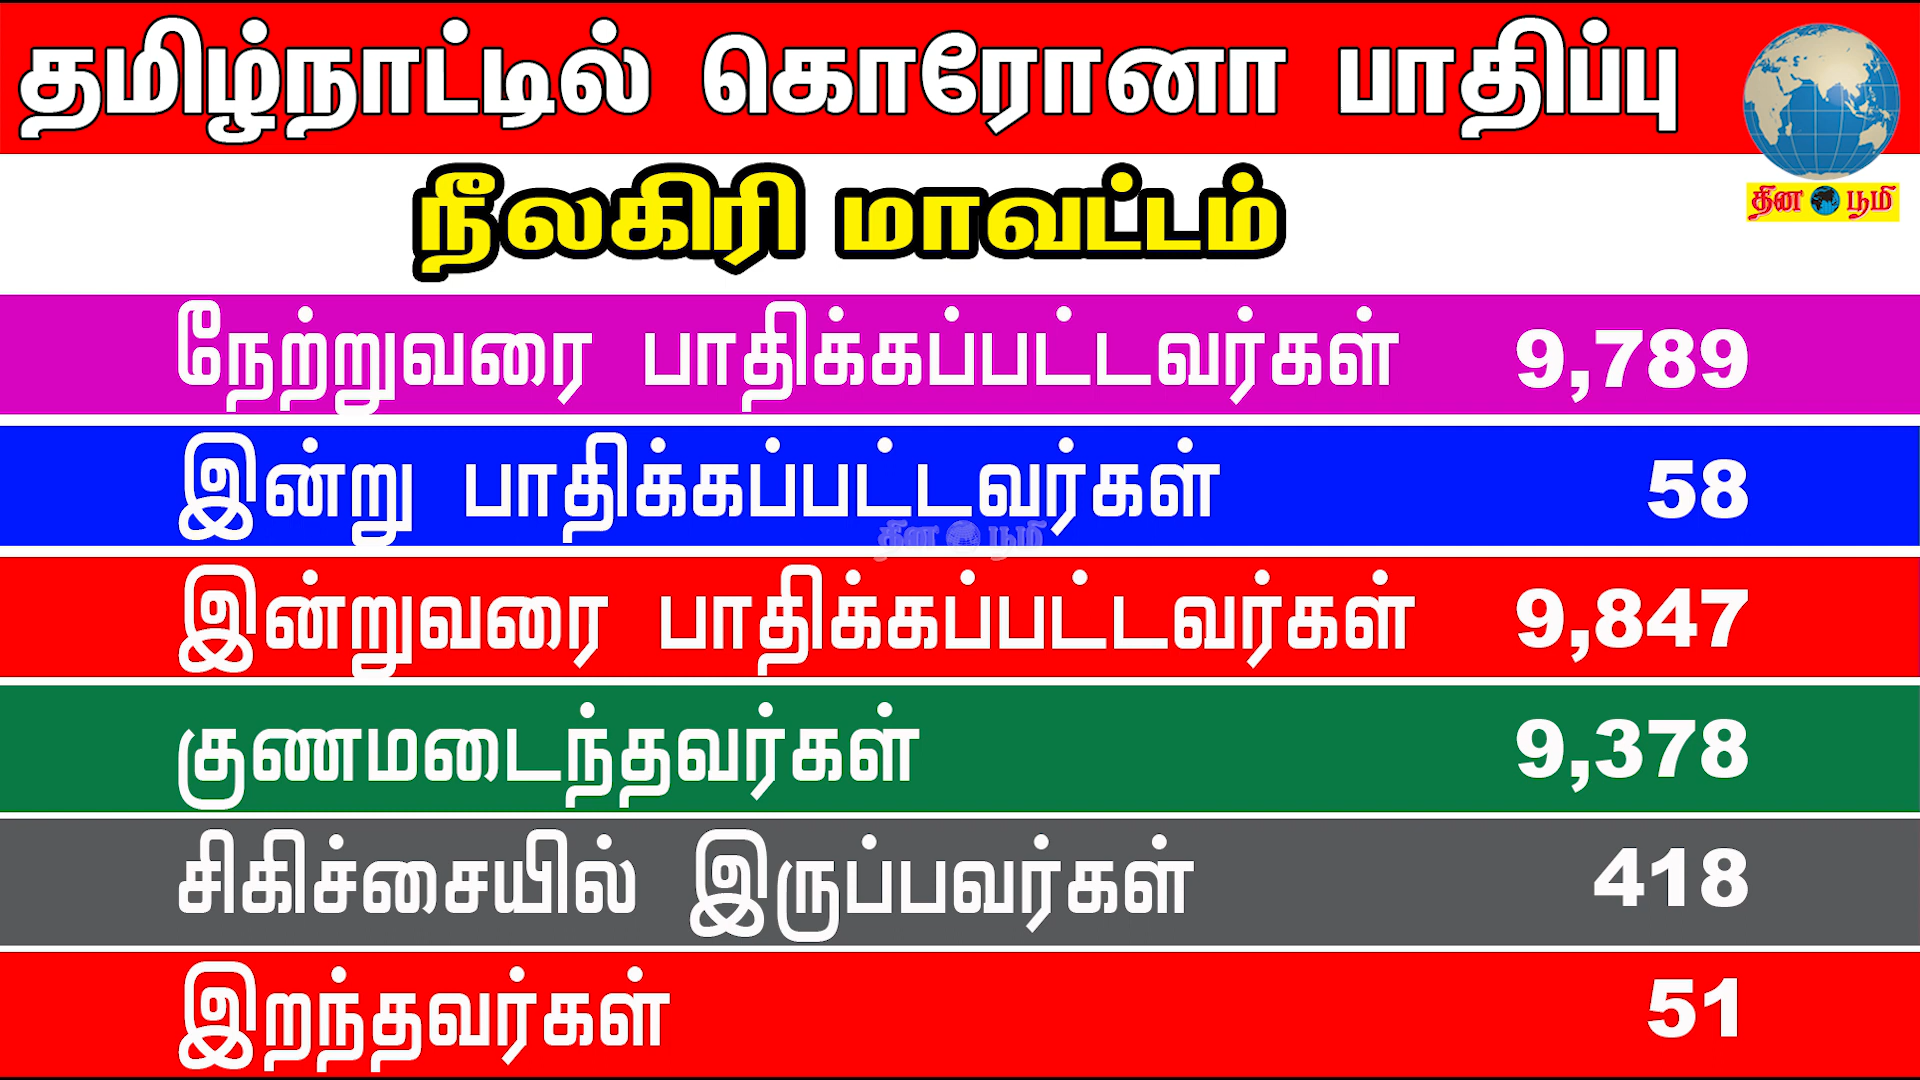 தமிழ்நாட்டில் கொரோனா பாதிப்பு
தின பூமி
நீலகிரி மாவட்டம்
நேற்றுவரை பாதிக்கப்பட்டவர்கள் 9,789
இன்று பாதிக்கப்பட்டவர்கள் 58
தின பூமி
இன்றுவரை பாதிக்கப்பட்டவர்கள் 9,847
குணமடைந்தவர்கள் 9,378
சிகிச்சையில் இருப்பவர்கள் 418
இறந்தவர்கள் 51